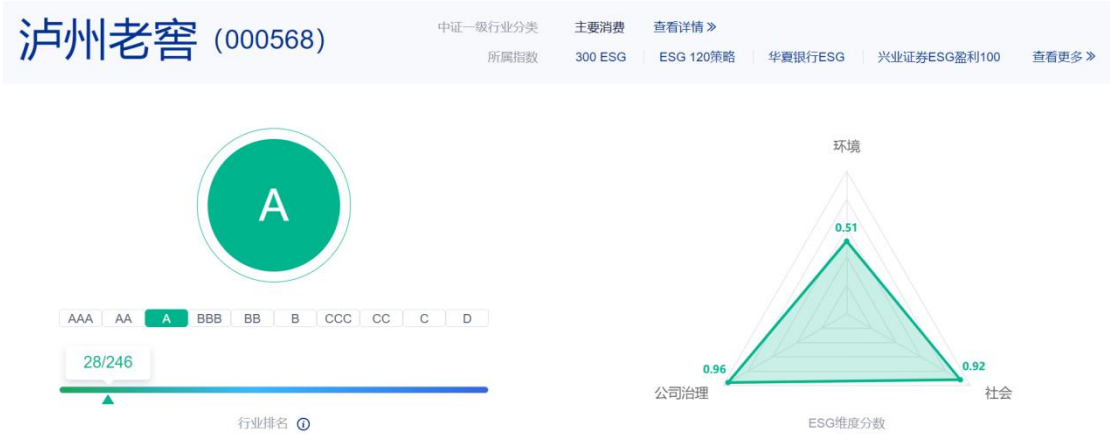 泸州老窖 (000568)
中证一级行业分类 主要消费 查看详情 »
所属指数 300 ESG ESG 120策略 华夏银行ESG 兴业证券ESG盈利100 查看更多 »
A
AAA AA A BBB BB B CCC CC C D
28/246
行业排名
环境
0.51
0.96
公司治理
0.92
社会
ESG维度分数